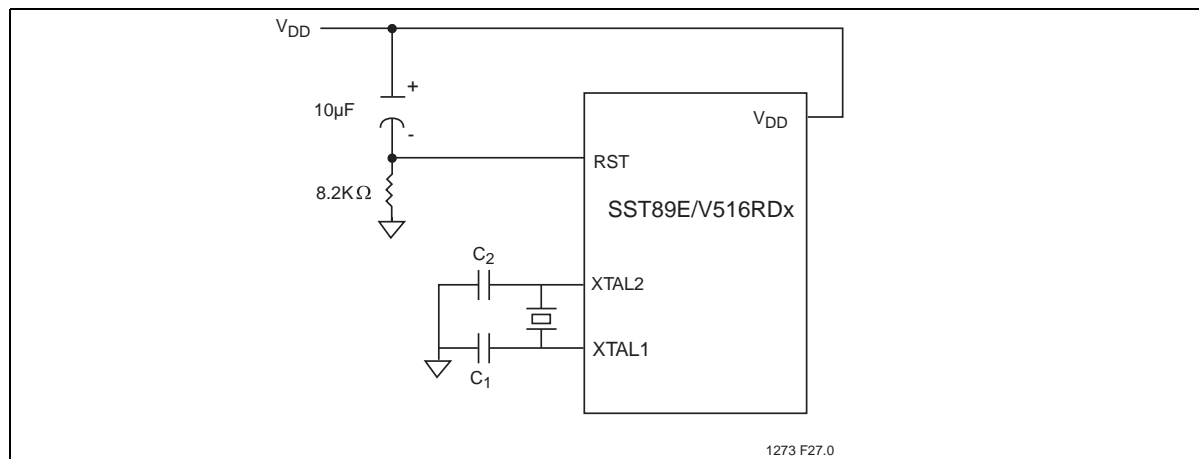 VDD
+
10µF
VDD
-
RST
8.2KΩ
SST89E/V516RDx
C2
XTAL2
XTAL1
C1
1273 F27.0